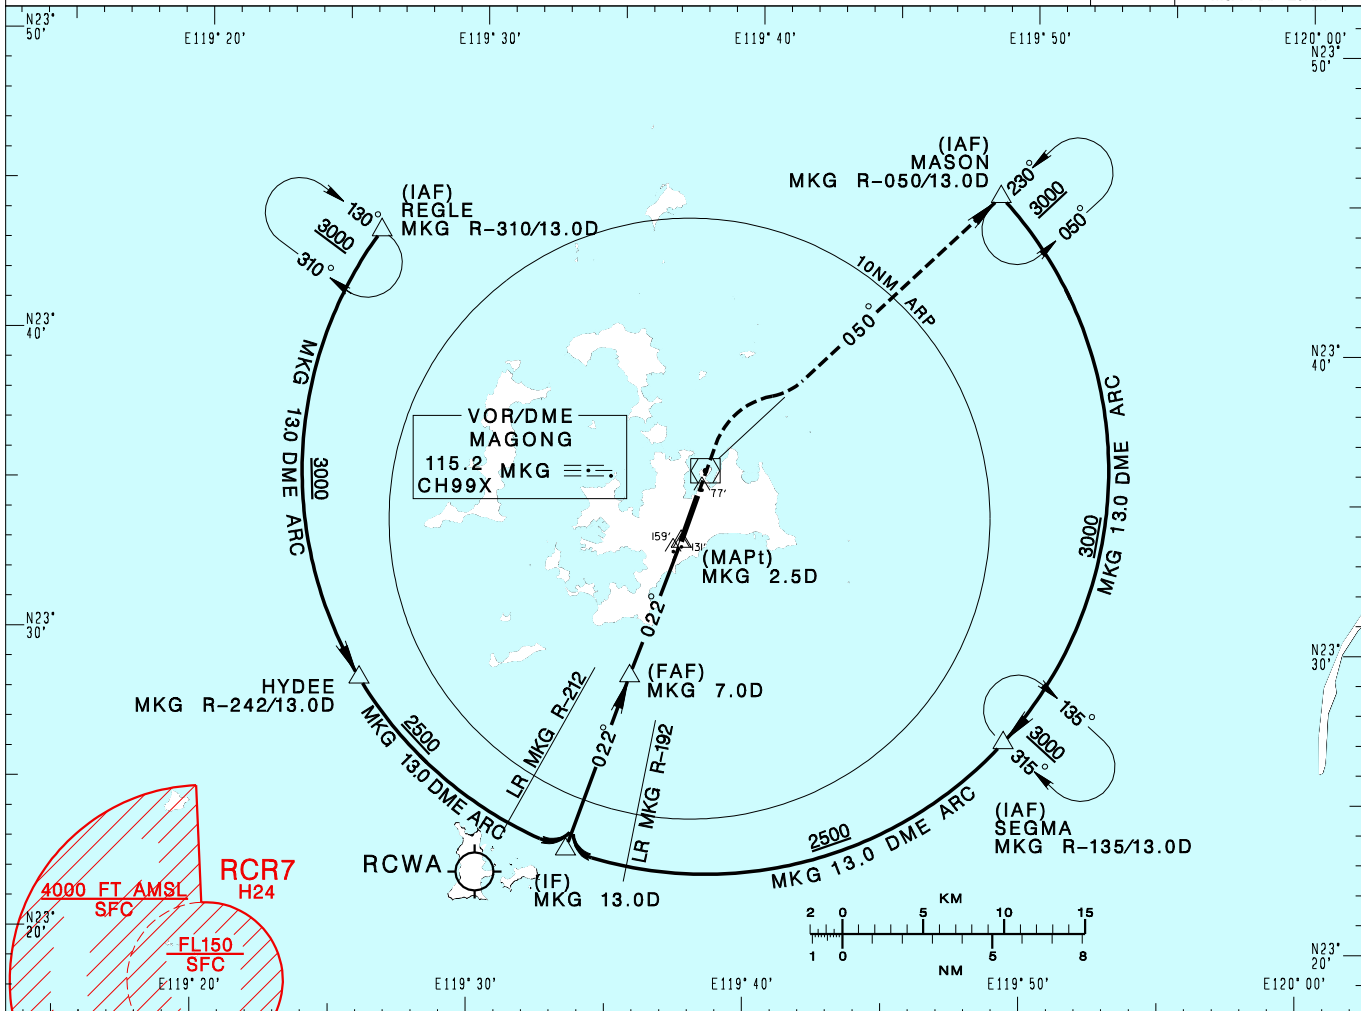 N23°
50'
E119° 20'
E119° 30'
E119° 40'
E119° 50'
E120° 00'
N23°
50'
(IAF)
MASON
MKG R-050/13.0D
230°
3000
050°
(IAF)
REGLE
MKG R-310/13.0D
130°
3000
310°
10NM ARP
050°
N23°
40'
N23°
40'
MKG 13.0 DME ARC
3000
MKG 13.0 DME ARC
3000
VOR/DME
MAGONG
115.2 MKG
CH99X
77'
159'
131'
(MAPt)
MKG 2.5D
022°
N23°
30'
N23°
30'
(FAF)
MKG 7.0D
HYDEE
MKG R-242/13.0D
LR MKG R-212
022°
LR MKG R-192
2500
MKG 13.0 DME ARC
135°
3000
315°
(IAF)
SEGMA
MKG R-135/13.0D
2500
MKG 13.0 DME ARC
RCWA
(IF)
MKG 13.0D
RCR7
H24
4000 FT AMSL
SFC
FL150
SFC
KM
2 0 5 10 15
1 0 5 8
NM
N23°
20'
N23°
20'
E119° 20'
E119° 30'
E119° 40'
E119° 50'
E120° 00'